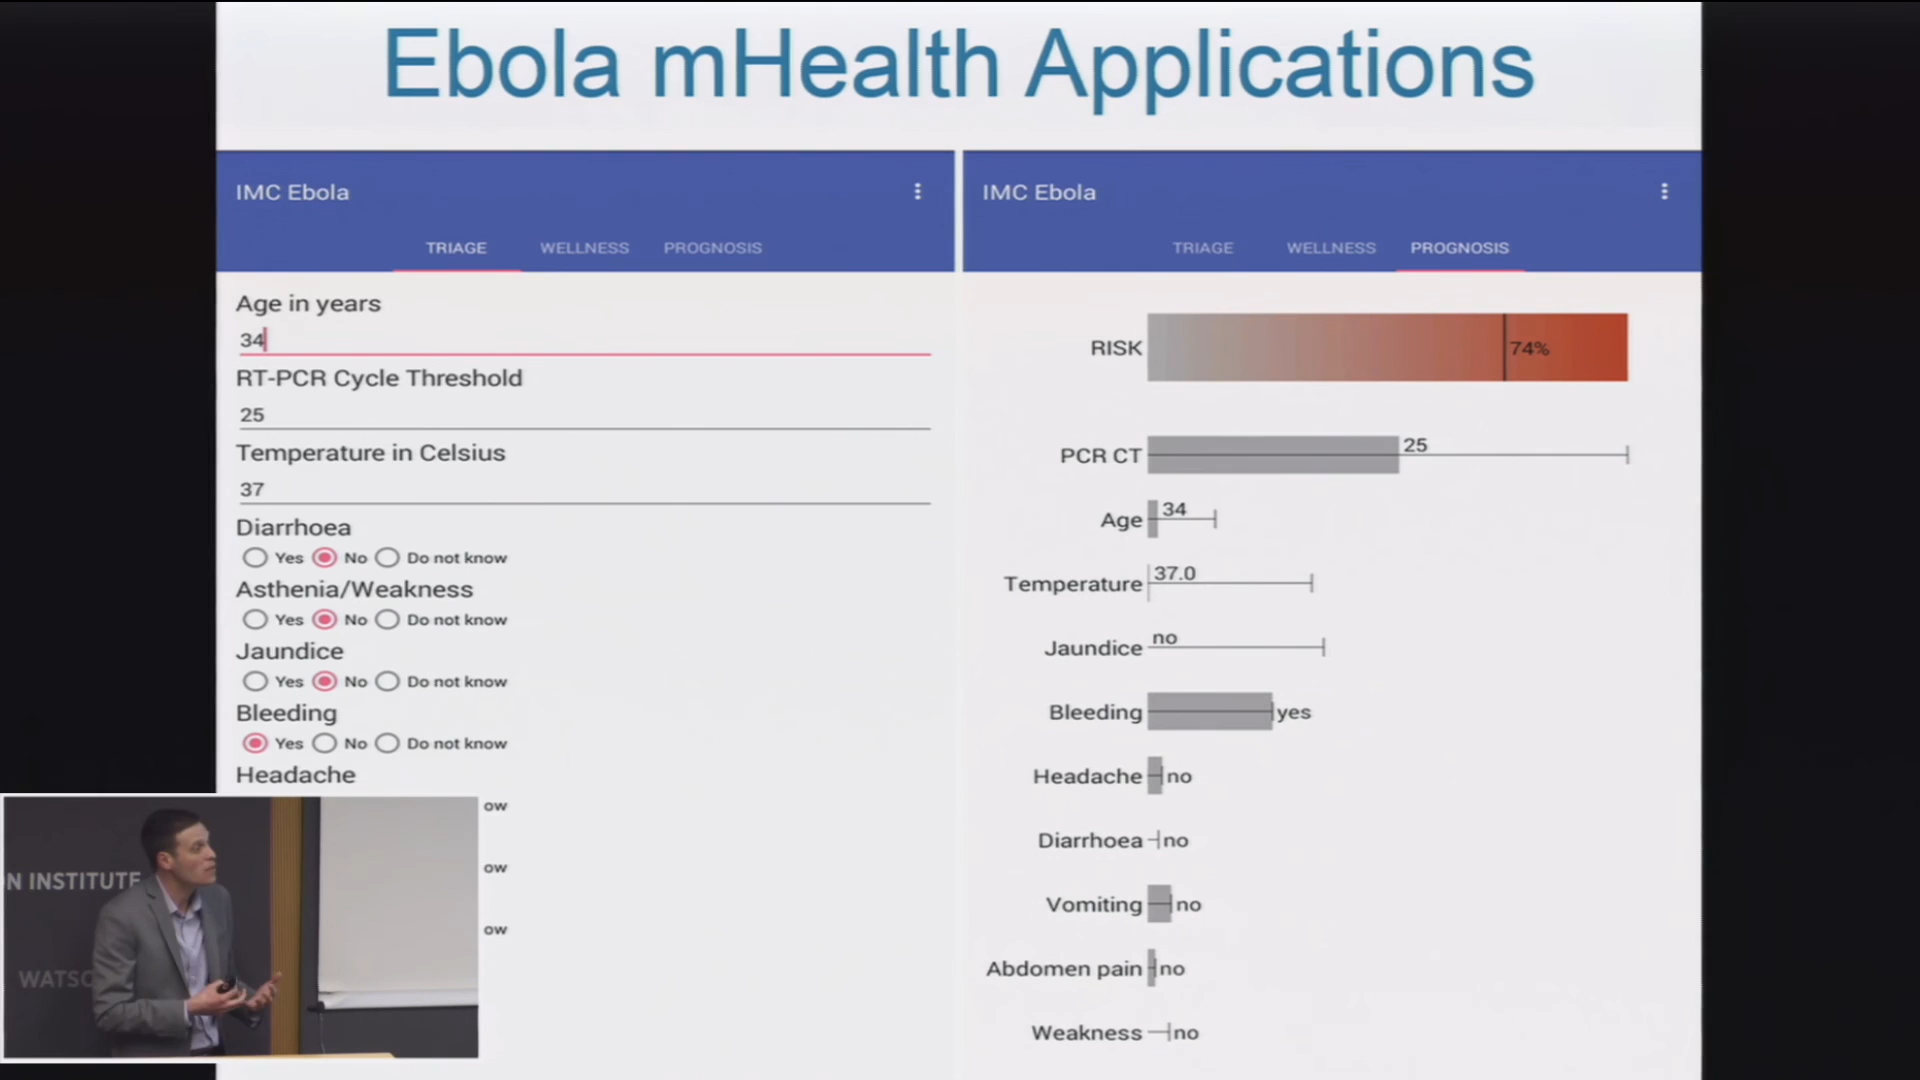 Ebola mHealth Applications
IMC Ebola
TRIAGE WELLNESS PROGNOSIS
Age in years
34
RT-PCR Cycle Threshold
25
Temperature in Celsius
37
Diarrhoea
Yes No Do not know
Asthenia/Weakness
Yes No Do not know
Jaundice
Yes No Do not know
Bleeding
Yes No Do not know
Headache
ow
ow
ow
IMC Ebola
TRIAGE WELLNESS PROGNOSIS
RISK 74%
PCR CT 25
Age 34
Temperature 37.0
Jaundice no
Bleeding yes
Headache no
Diarrhoea no
Vomiting no
Abdomen pain no
Weakness no
N INSTITUTE
WATSO